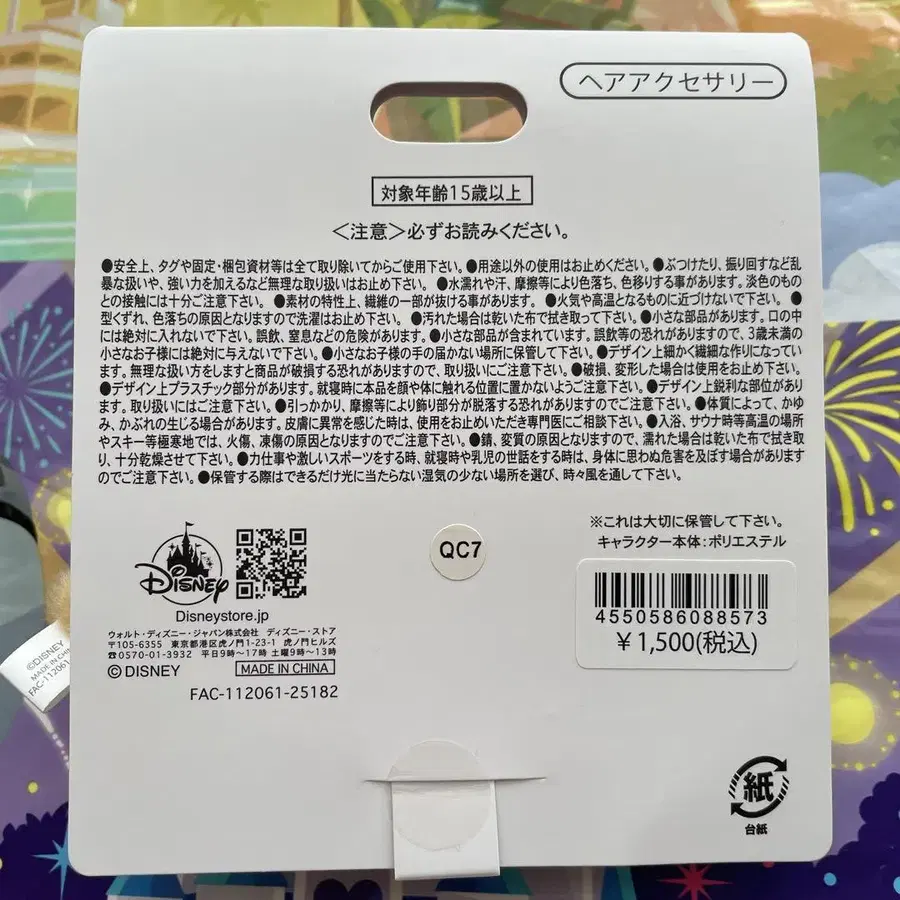 ヘアアクセサリー
対象年齢15歳以上
＜注意＞必ずお読みください。
●安全上、タグや固定・梱包資材等は全て取り除いてからご使用下さい。●用途以外の使用はお止めください。●ぶつけたり、振り回すなど乱
暴な扱いや、強い力を加えるなど無理な取り扱いはお止め下さい。●水濡れや汗、摩擦等により色落ち、色移りする事があります。淡色のもの
との接触には十分ご注意下さい。●素材の特性上、繊維の一部が抜ける事があります。●火気や高温となるものに近づけないで下さい。●
型くずれ、色落ちの原因となりますので洗濯はお止め下さい。●汚れた場合は乾いた布で拭き取って下さい。●小さな部品があります。口の中
には絶対に入れないで下さい。誤飲、窒息などの危険があります。●小さな部品が含まれています。誤飲等の恐れがありますので、3歳未満の
小さなお子様には絶対に与えないで下さい。●小さなお子様の手の届かない場所に保管して下さい。●デザイン上細かく繊細な作りになってい
ます。無理な扱い方をしますと商品が破損する恐れがありますので、取り扱いにご注意下さい。●破損、変形した場合は使用をお止め下さい。
●デザイン上プラスチック部分があります。就寝時に本品を顔や体に触れる位置に置かないようご注意下さい。●デザイン上鋭利な部位があり
ます。取り扱いにはご注意下さい。●引っかかり、摩擦等により飾り部分が脱落する恐れがありますのでご注意下さい。●体質によって、かゆ
み、かぶれの生じる場合があります。皮膚に異常を感じた時は、使用をお止めいただき専門医にご相談下さい。●入浴、サウナ時等高温の場所
やスキー等極寒地では、火傷、凍傷の原因となりますのでご注意下さい。●錆、変質の原因となりますので、濡れた場合は乾いた布で拭き取
り、十分乾燥させて下さい。●力仕事や激しいスポーツをする時、就寝時や乳児の世話をする時は、身体に思わぬ危害を及ぼす場合があります
のでご注意下さい。●保管する際はできるだけ光に当たらない湿気の少ない場所を選び、時々風を通して下さい。
※これは大切に保管して下さい。
キャラクター本体：ポリエステル
QC7
Disney
Disneystore.jp
ウォルト・ディズニー・ジャパン株式会社 ディズニー・ストア
〒105-6355 東京都港区虎ノ門1-23-1 虎ノ門ヒルズ
☎0570-01-3932 平日9時〜17時 土曜9時〜13時
©DISNEY MADE IN CHINA
FAC-112061-25182
4550586088573
¥1,500(税込)
紙
台紙
©DISNEY
MADE IN CHINA
FAC-112061-25182